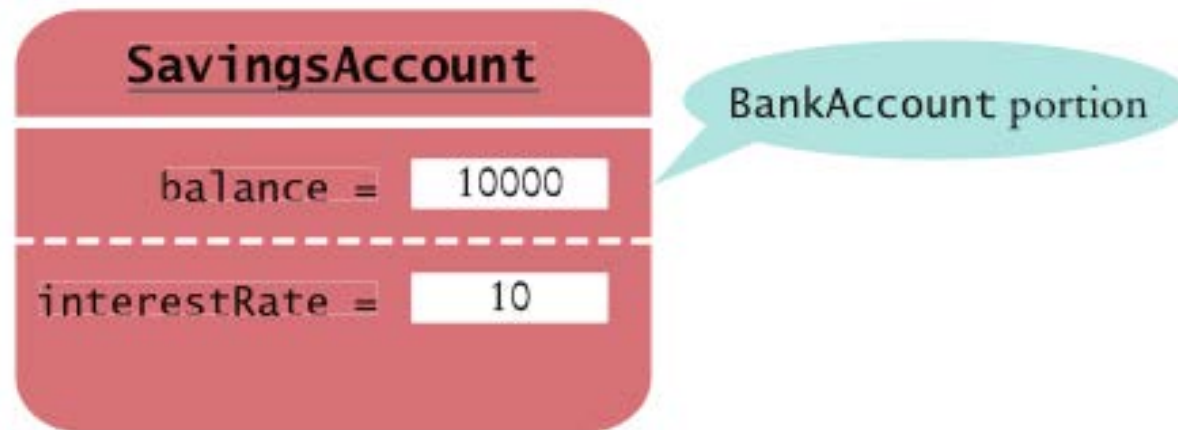 SavingsAccount
BankAccount portion
balance = 10000
interestRate = 10